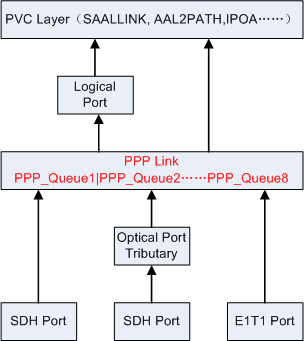 PVC Layer（SAALLINK, AAL2PATH,IPOA……）
Logical
Port
PPP Link
PPP_Queue1|PPP_Queue2……PPP_Queue8
Optical Port
Tributary
SDH Port
SDH Port
E1T1 Port